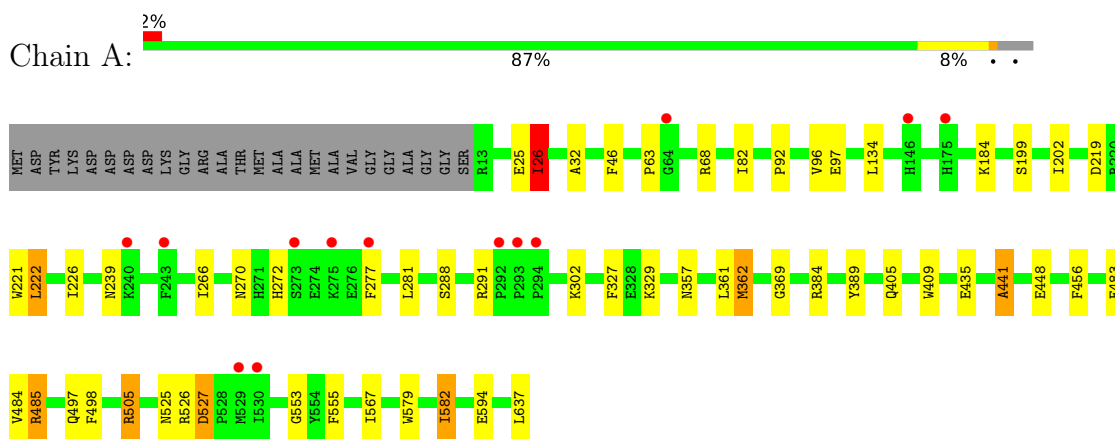 2%
Chain A:
87% 8% • •
MET ASP TYR LYS ASP ASP ASP ASP LYS GLY ARG ALA THR MET ALA ALA MET ALA VAL GLY GLY ALA GLY GLY SER R13 E25 I26 A32 F46 P63 G64 R68 I82 P92 V96 E97 L134 H146 H175 K184 S199 I202 D219
W221 L222 I226 N239 K240 F243 I266 N270 H271 H272 S273 E274 K275 E276 F277 L281 S288 R291 P292 P293 P294 K302 F327 E328 K329 N357 L361 M362 G369 R384 Y389 Q405 W409 E435 A441 E448 F456
V484 R485 Q497 F498 R505 N525 R526 D527 P528 M529 I530 G553 Y554 F555 I567 W579 I582 E594 L637